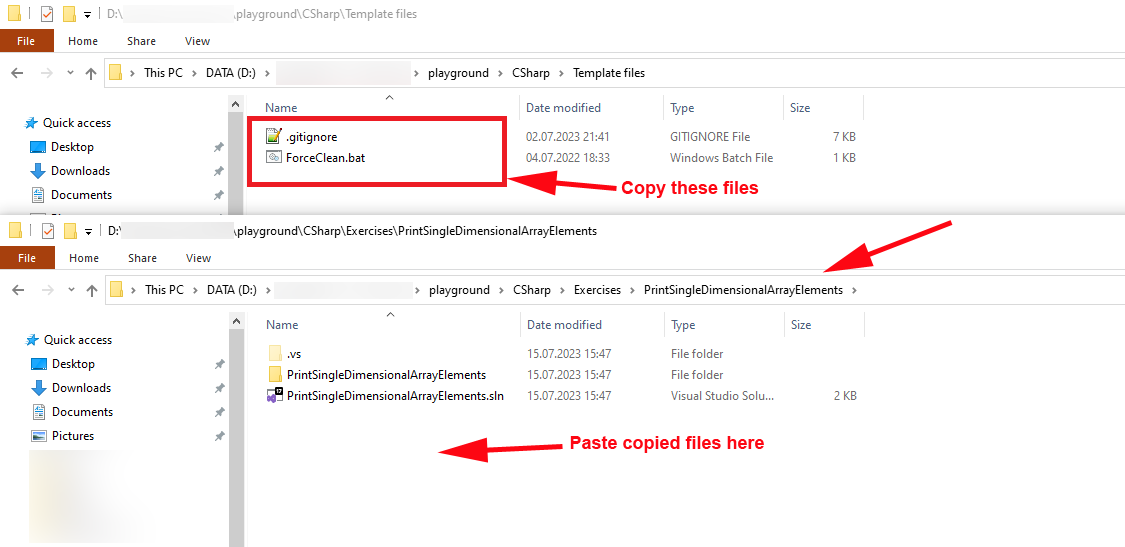 D:\ \playground\CSharp\Template files
File Home Share View
This PC DATA (D:) playground CSharp Template files
Name Date modified Type Size
Quick access
Desktop
Downloads
Documents
.gitignore 02.07.2023 21:41 GITIGNORE File 7 KB
ForceClean.bat 04.07.2022 18:33 Windows Batch File 1 KB
Copy these files
D:\ \playground\CSharp\Exercises\PrintSingleDimensionalArrayElements
File Home Share View
This PC DATA (D:) playground CSharp Exercises PrintSingleDimensionalArrayElements
Name Date modified Type Size
Quick access
Desktop
Downloads
Documents
Pictures
.vs 15.07.2023 15:47 File folder
PrintSingleDimensionalArrayElements 15.07.2023 15:47 File folder
PrintSingleDimensionalArrayElements.sln 15.07.2023 15:47 Visual Studio Solu... 2 KB
Paste copied files here